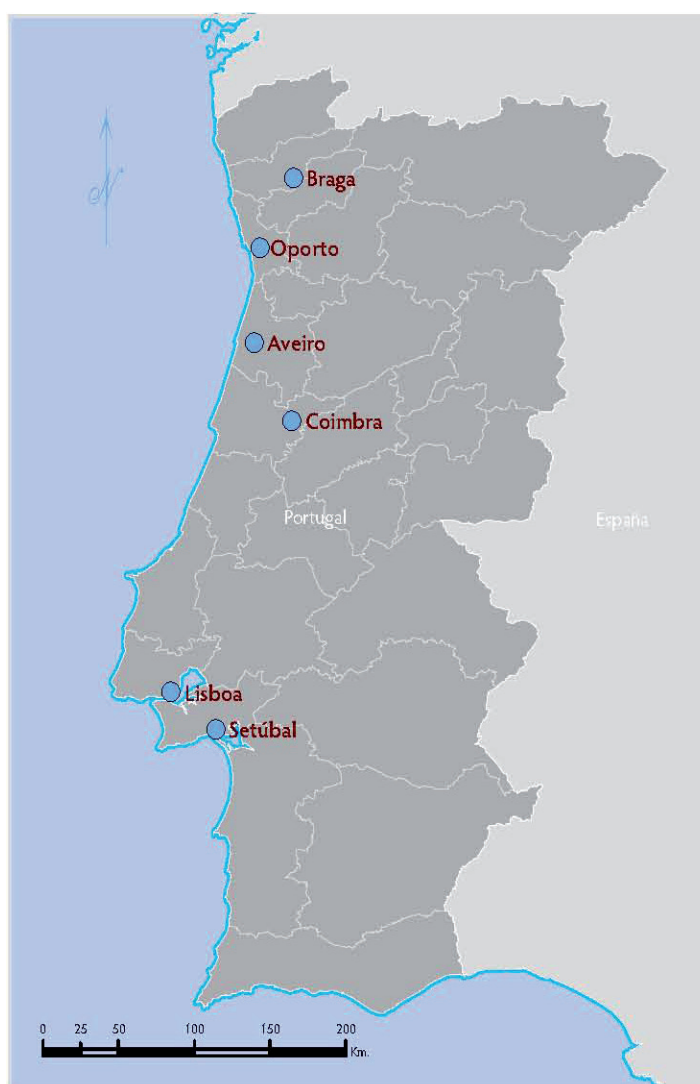 N
Braga
Oporto
Aveiro
Coimbra
Portugal
España
Lisboa
Setúbal
0 25 50 100 150 200
Km.